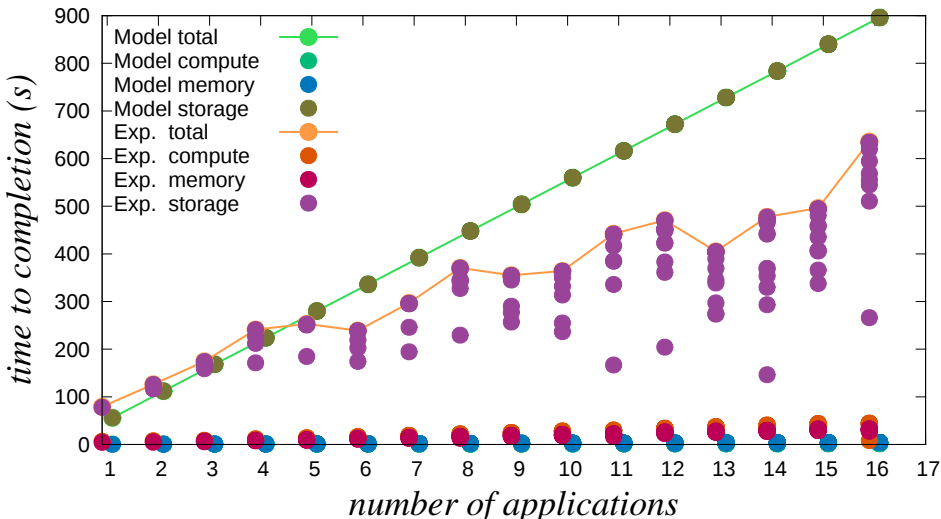 900
800
700
600
500
400
300
200
100
0
time to completion (s)
Model total
Model compute
Model memory
Model storage
Exp. total
Exp. compute
Exp. memory
Exp. storage
1 2 3 4 5 6 7 8 9 10 11 12 13 14 15 16 17
number of applications